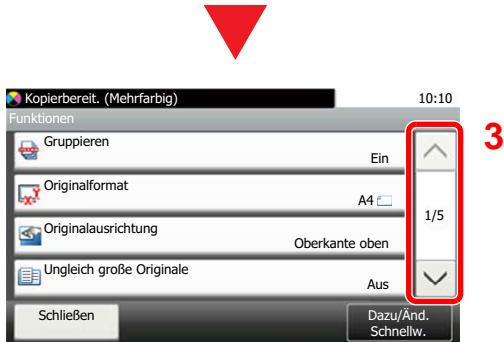 Kopierbereit. (Mehrfarbig) 10:10
Funktionen
Gruppieren
Ein
3
Originalformat
A4
1/5
Originalausrichtung
Oberkante oben
Ungleich große Originale
Aus
Schließen
Dazu/Änd.
Schnellw.